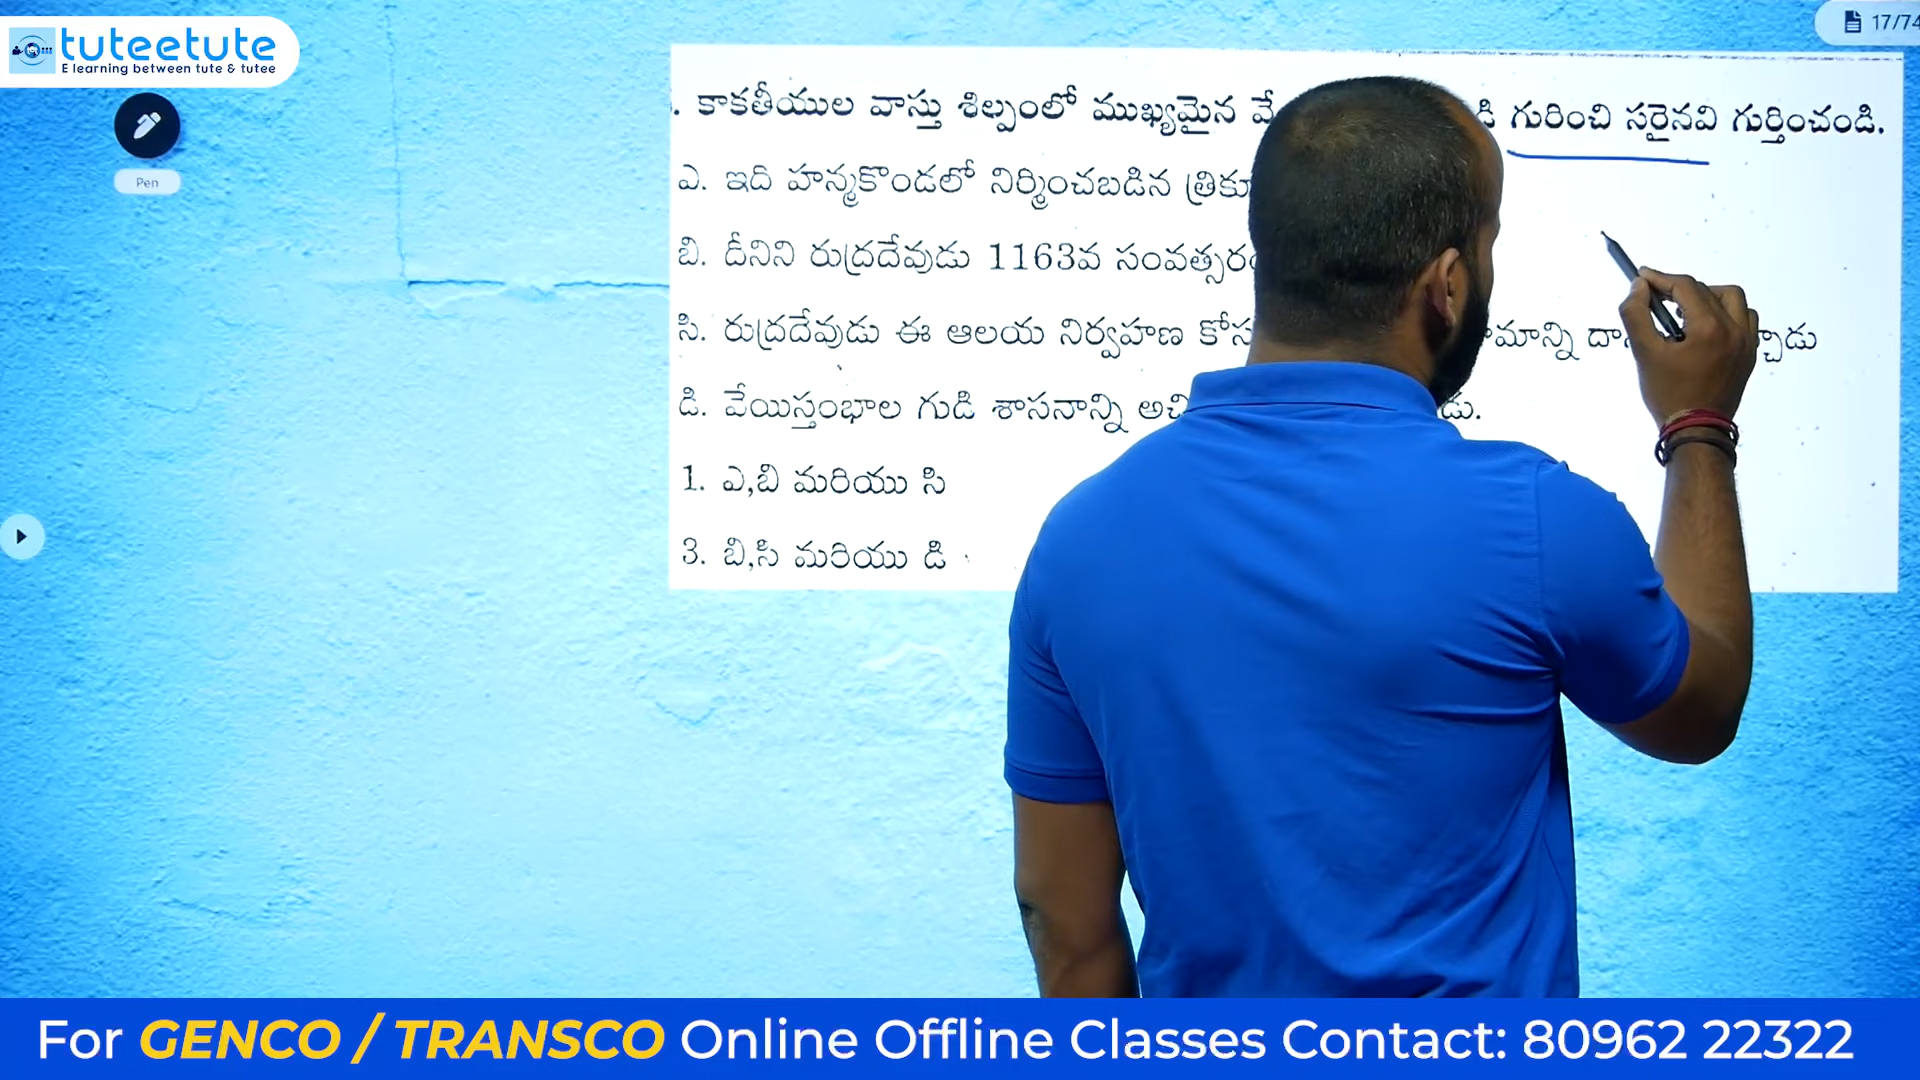 tuteetute
E learning between tute & tutee
17/74
Pen
. కాకతీయుల వాస్తు శిల్పంలో ముఖ్యమైన గురించి సరైనవి గుర్తించండి.
ఎ. ఇది హన్మకొండలో నిర్మించబడిన
బి. దీనిని రుద్రదేవుడు 1163వ
సి. రుద్రదేవుడు ఈ ఆలయ నిర్వహణ
డి. వేయిస్తంభాల గుడి శాసనాన్ని
1. ఎ,బి మరియు సి
3. బి,సి మరియు డి
For GENCO / TRANSCO Online Offline Classes Contact: 80962 22322